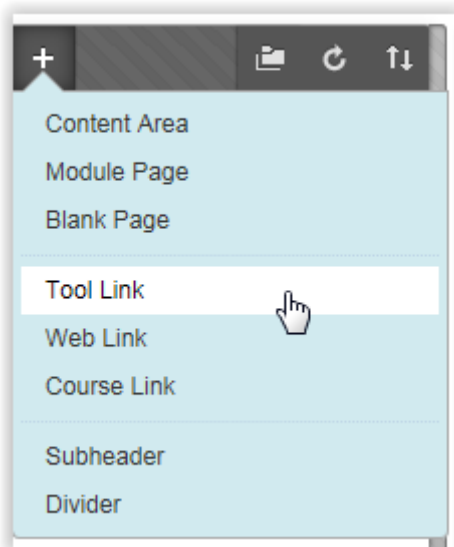 Content Area
Module Page
Blank Page
Tool Link
Web Link
Course Link
Subheader
Divider